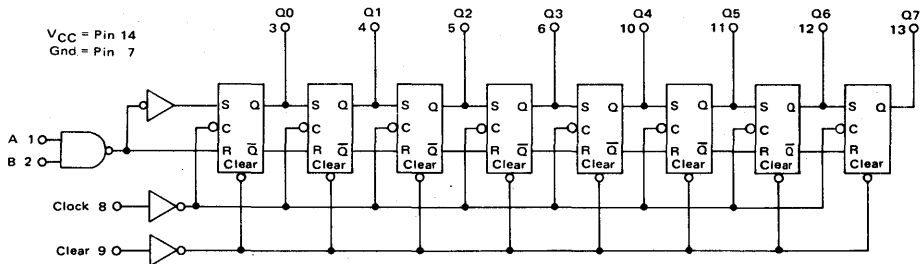 Q0 Q1 Q2 Q3 Q4 Q5 Q6 Q7
3 4 5 6 10 11 12 13
VCC = Pin 14
Gnd = Pin 7
S Q S Q S Q S Q S Q S Q S Q S Q
C C C C C C C C
A 1
R Q̅ R Q̅ R Q̅ R Q̅ R Q̅ R Q̅ R Q̅ R
B 2
Clear Clear Clear Clear Clear Clear Clear Clear
Clock 8
Clear 9